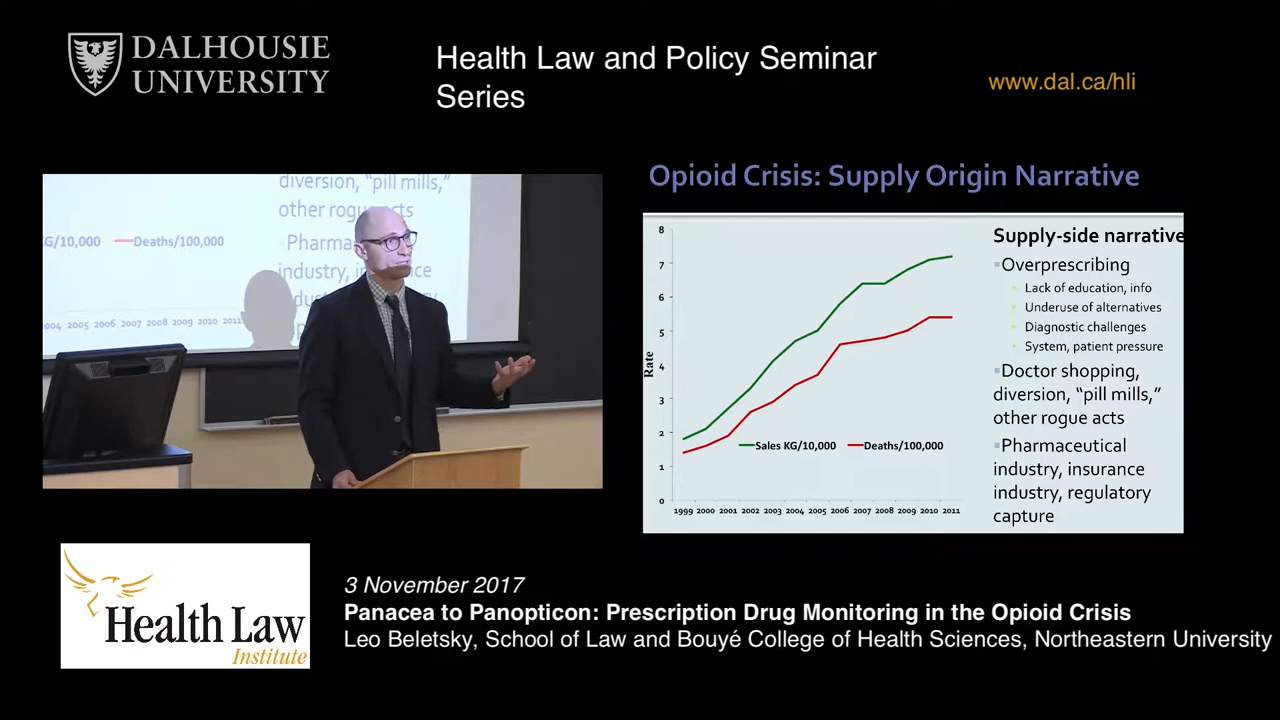 DALHOUSIE
UNIVERSITY
Health Law and Policy Seminar
Series
www.dal.ca/hli
diversion, "pill mills,"
other rogue acts
KG/10,000
Deaths/100,000
Pharma
industry, in
2005 2006 2007 2008 2009 2010 2011
Opioid Crisis: Supply Origin Narrative
8
7
6
5
4
3
2
1
0
Rate
Sales KG/10,000
Deaths/100,000
1999 2000 2001 2002 2003 2004 2005 2006 2007 2008 2009 2010 2011
Supply-side narrative
Overprescribing
Lack of education, info
Underuse of alternatives
Diagnostic challenges
System, patient pressure
Doctor shopping,
diversion, "pill mills,"
other rogue acts
Pharmaceutical
industry, insurance
industry, regulatory
capture
Health Law
Institute
3 November 2017
Panacea to Panopticon: Prescription Drug Monitoring in the Opioid Crisis
Leo Beletsky, School of Law and Bouyé College of Health Sciences, Northeastern University